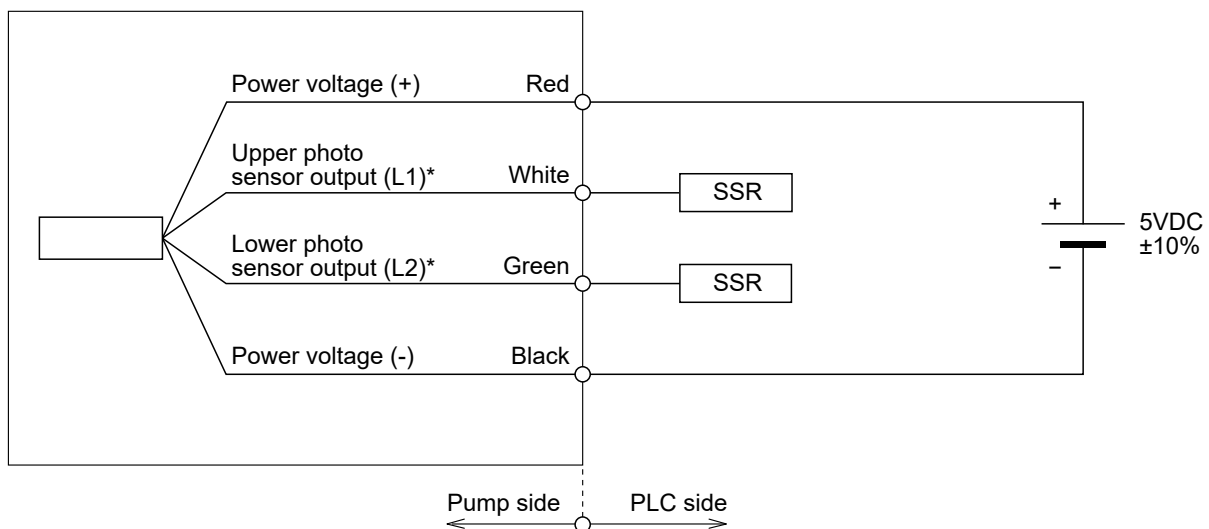 Power voltage (+) Red
Upper photo
sensor output (L1)* White
SSR
Lower photo
sensor output (L2)* Green
SSR
+
5VDC
±10%
−
Power voltage (-) Black
Pump side PLC side